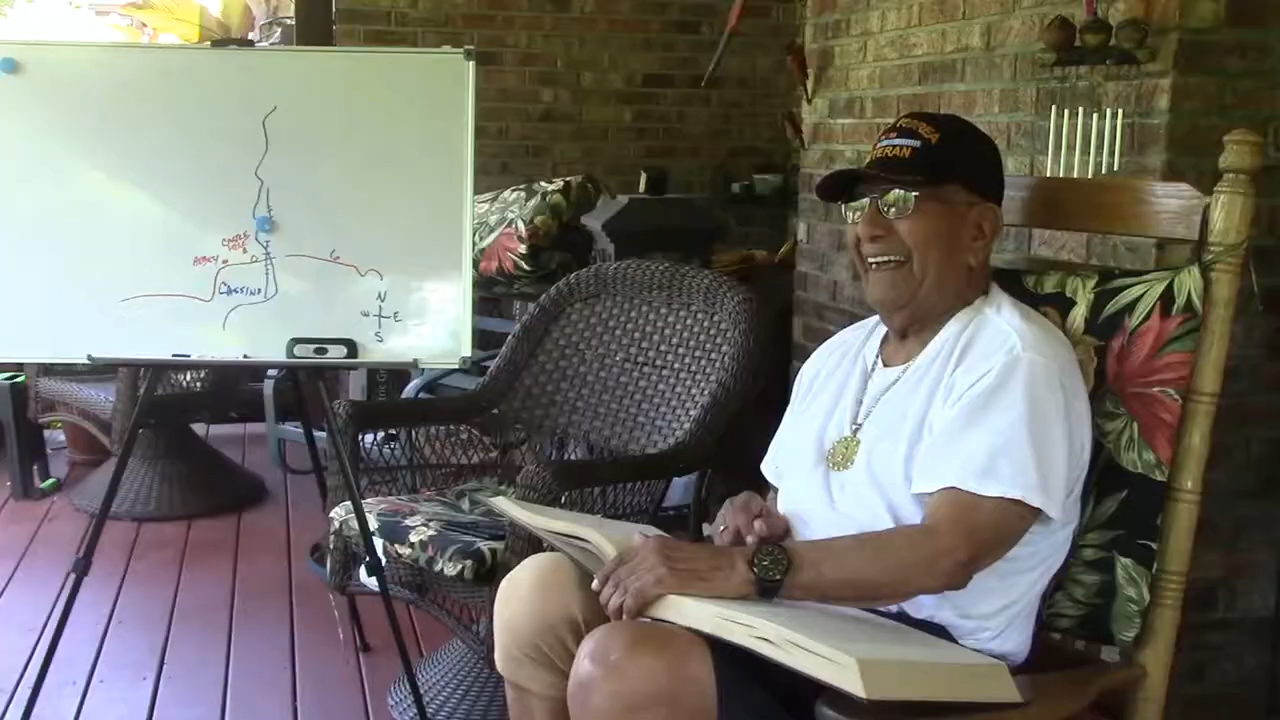 KOREA
VETERAN
CASTLE
HILL
ABBEY
6
CASSINO
N
W E
S